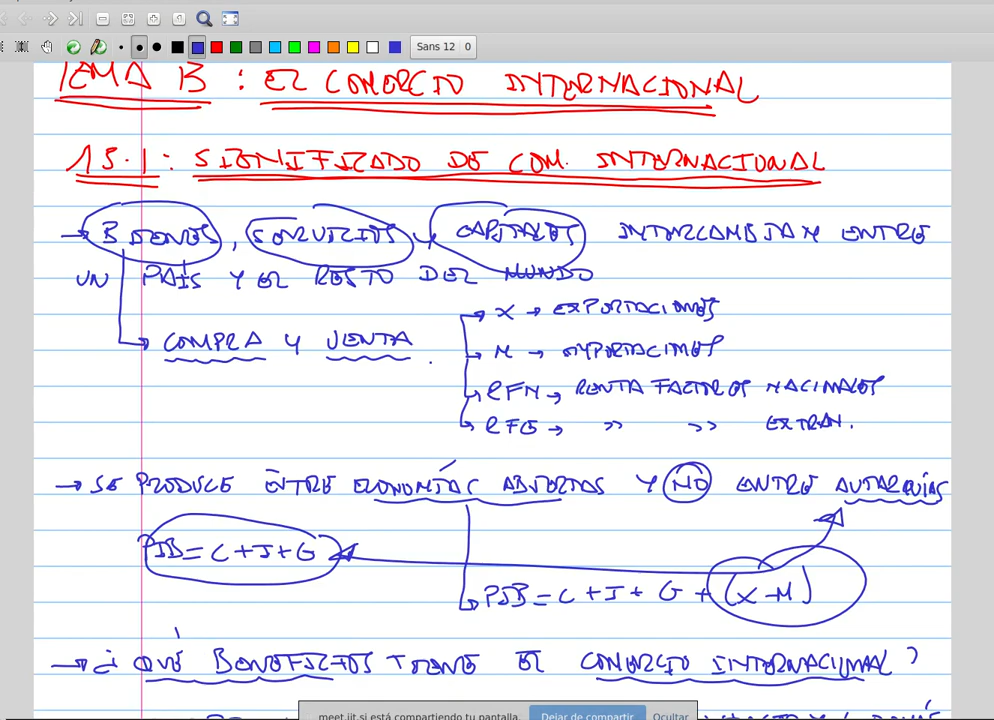 Sans 12 0
TEMA 13 : EL COMERCIO INTERNACIONAL
13.1 : SIGNIFICADO DE COM. INTERNACIONAL
→ BIENES, SERVICIOS y CAPITALES INTERCAMBIAN ENTRE
UN PAÍS Y EL RESTO DEL MUNDO
X → EXPORTACIONES
→ COMPRA Y VENTA .
M → IMPORTACIONES
RFN → RENTA FACTORES NACIONALES
RFE → " " EXTRAN.
→ SE PRODUCE ENTRE ECONOMÍAS ABIERTAS Y NO ENTRE AUTARQUÍAS
PIB = C + I + G
PIB = C + I + G + (X - M)
→ ¿ QUÉ BENEFICIOS TIENE EL COMERCIO INTERNACIONAL ?
meet.jit.si está compartiendo tu pantalla. Dejar de compartir Ocultar